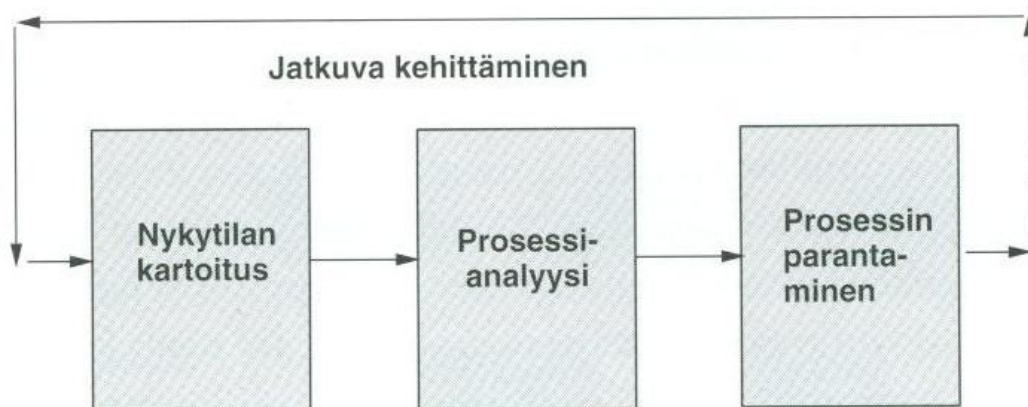 Jatkuva kehittäminen
Nykytilan
kartoitus
Prosessi-
analyysi
Prosessin
paranta-
minen